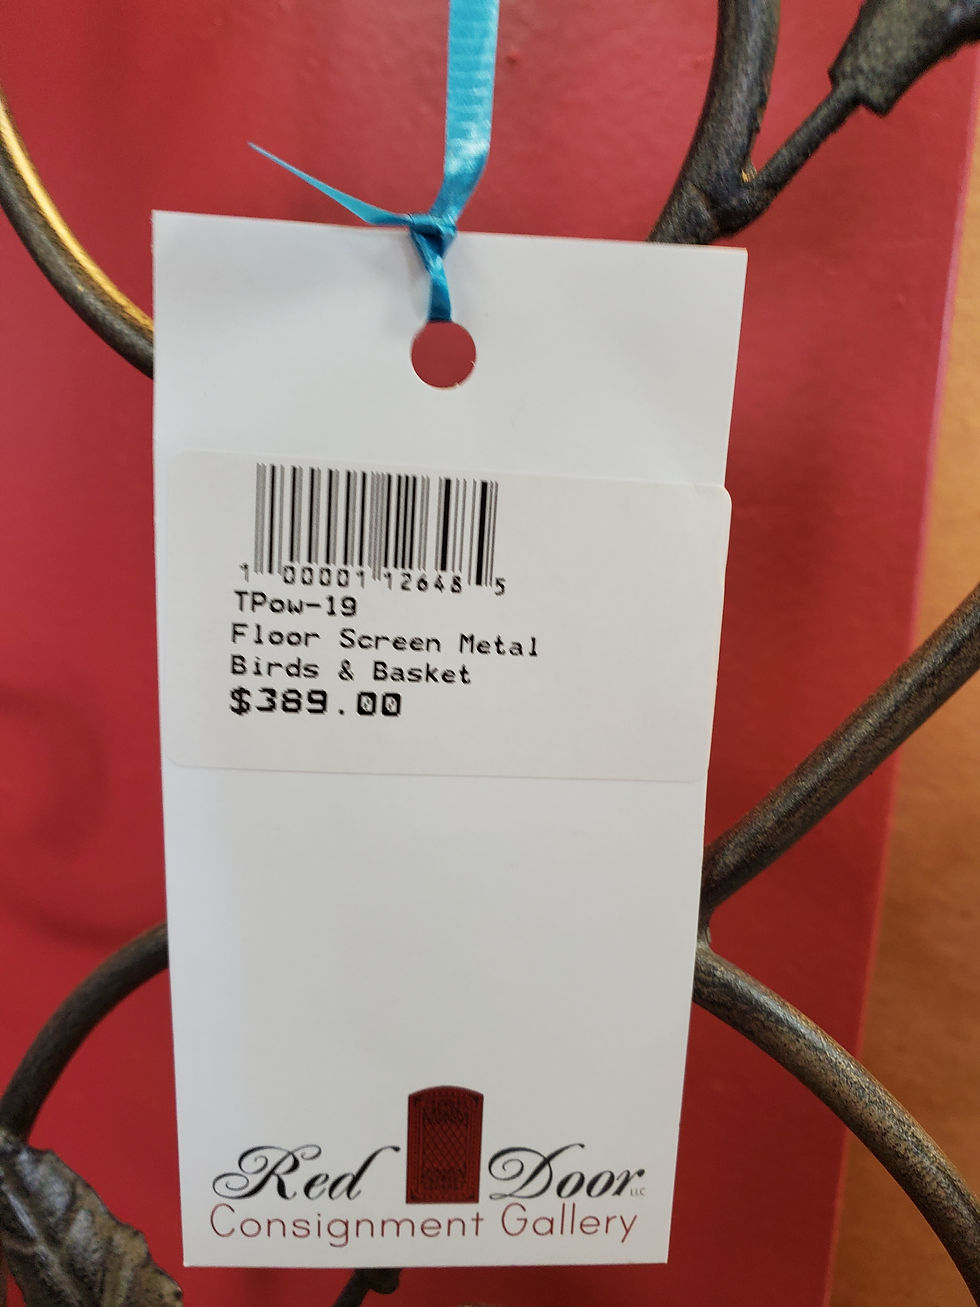 1 00001 12648 5
TPow-19
Floor Screen Metal
Birds & Basket
$389.00
Red Door LLC
Consignment Gallery